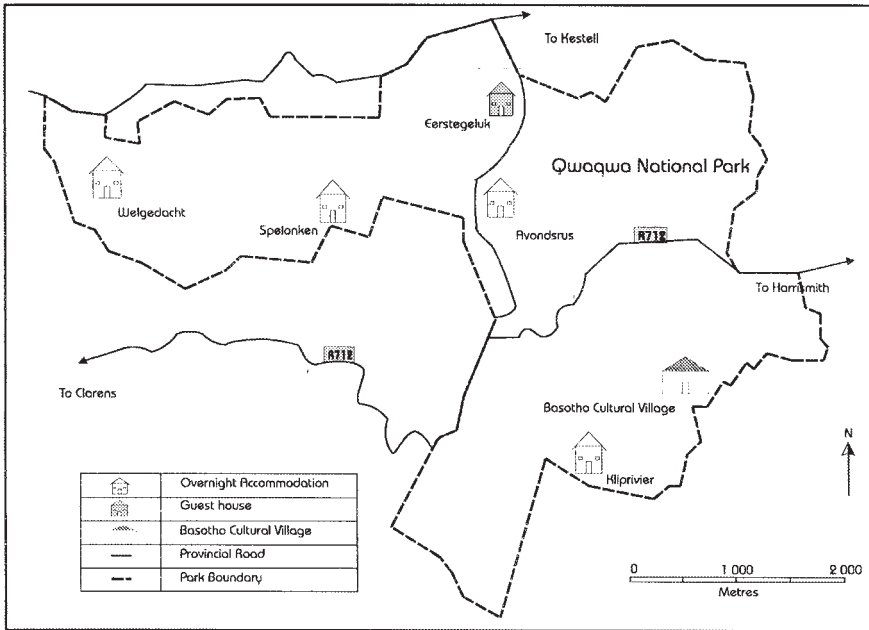 To Kestell
Eerstegeluk
Qwaqwa National Park
Welgedacht
Spelonken
Avondsrus
R712
To Harrismith
R712
To Clarens
Basotho Cultural Village
Kliprivier
N
Overnight Accommodation
Guest house
Basotho Cultural Village
Provincial Road
Park Boundary
0 1 000 2 000
Metres